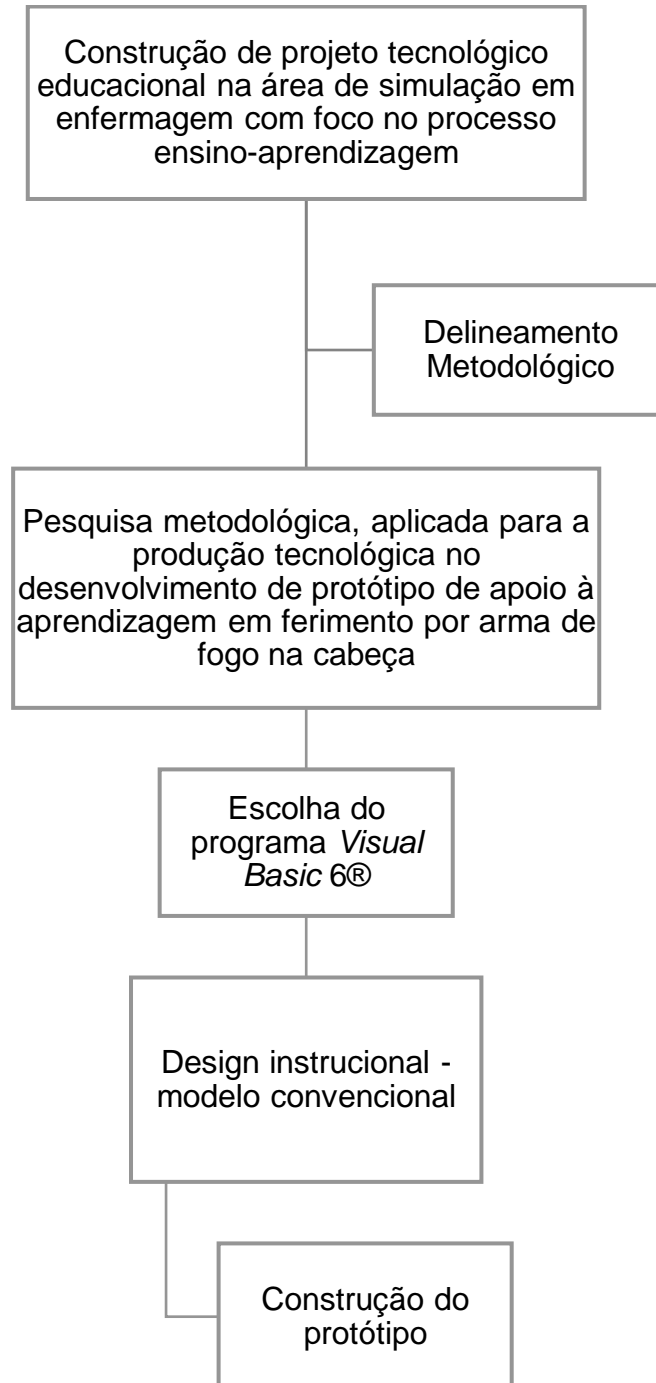 Construção de projeto tecnológico
educacional na área de simulação em
enfermagem com foco no processo
ensino-aprendizagem
Delineamento
Metodológico
Pesquisa metodológica, aplicada para a
produção tecnológica no
desenvolvimento de protótipo de apoio à
aprendizagem em ferimento por arma de
fogo na cabeça
Escolha do
programa Visual
Basic 6®
Design instrucional -
modelo convencional
Construção do
protótipo